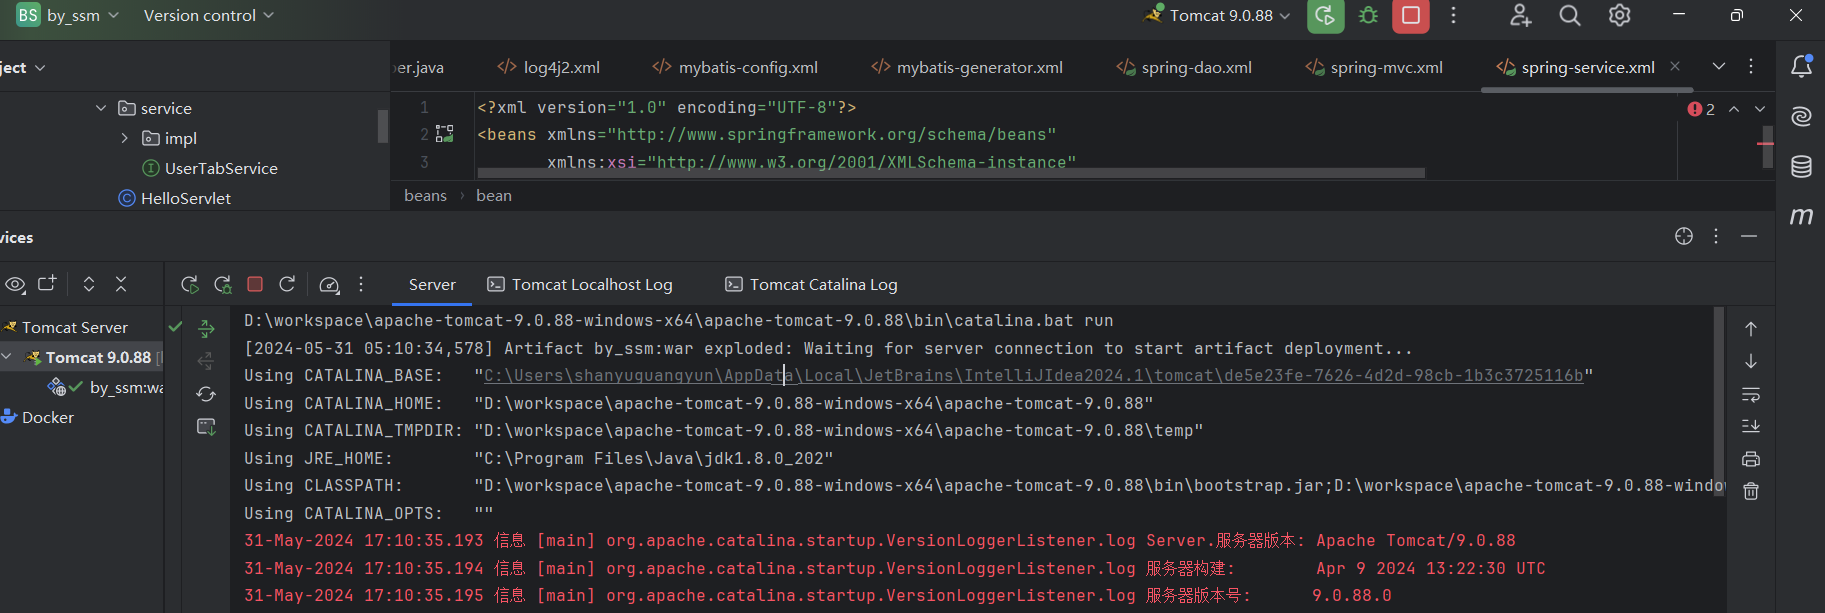 BS by_ssm Version control Tomcat 9.0.88
ject er.java log4j2.xml mybatis-config.xml mybatis-generator.xml spring-dao.xml spring-mvc.xml spring-service.xml
service
impl
UserTabService
HelloServlet
1 <?xml version="1.0" encoding="UTF-8"?>
2 <beans xmlns="http://www.springframework.org/schema/beans"
3 xmlns:xsi="http://www.w3.org/2001/XMLSchema-instance"
2
beans › bean
m
vices
Server Tomcat Localhost Log Tomcat Catalina Log
Tomcat Server
Tomcat 9.0.88 [
by_ssm:wa
Docker
D:\workspace\apache-tomcat-9.0.88-windows-x64\apache-tomcat-9.0.88\bin\catalina.bat run
[2024-05-31 05:10:34,578] Artifact by_ssm:war exploded: Waiting for server connection to start artifact deployment...
Using CATALINA_BASE: "C:\Users\shanyuguangyun\AppData\Local\JetBrains\IntelliJIdea2024.1\tomcat\de5e23fe-7626-4d2d-98cb-1b3c3725116b"
Using CATALINA_HOME: "D:\workspace\apache-tomcat-9.0.88-windows-x64\apache-tomcat-9.0.88"
Using CATALINA_TMPDIR: "D:\workspace\apache-tomcat-9.0.88-windows-x64\apache-tomcat-9.0.88\temp"
Using JRE_HOME: "C:\Program Files\Java\jdk1.8.0_202"
Using CLASSPATH: "D:\workspace\apache-tomcat-9.0.88-windows-x64\apache-tomcat-9.0.88\bin\bootstrap.jar;D:\workspace\apache-tomcat-9.0.88-windo
Using CATALINA_OPTS: ""
31-May-2024 17:10:35.193 信息 [main] org.apache.catalina.startup.VersionLoggerListener.log Server.服务器版本: Apache Tomcat/9.0.88
31-May-2024 17:10:35.194 信息 [main] org.apache.catalina.startup.VersionLoggerListener.log 服务器构建: Apr 9 2024 13:22:30 UTC
31-May-2024 17:10:35.195 信息 [main] org.apache.catalina.startup.VersionLoggerListener.log 服务器版本号: 9.0.88.0